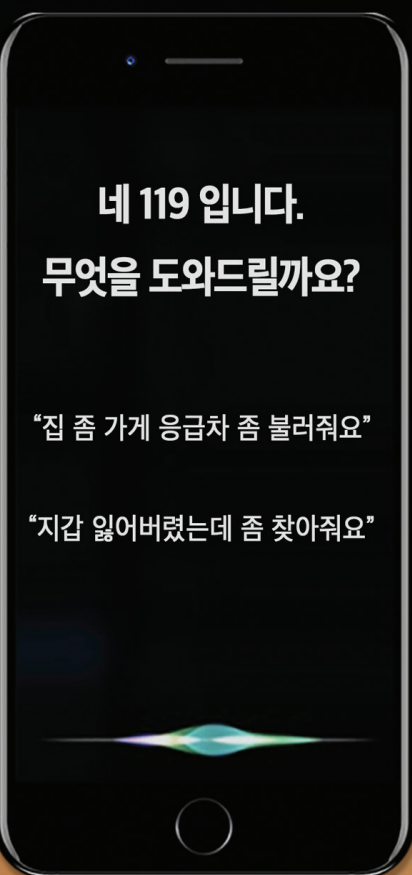 네 119 입니다.
무엇을 도와드릴까요?
“집 좀 가게 응급차 좀 불러줘요”
“지갑 잃어버렸는데 좀 찾아줘요”